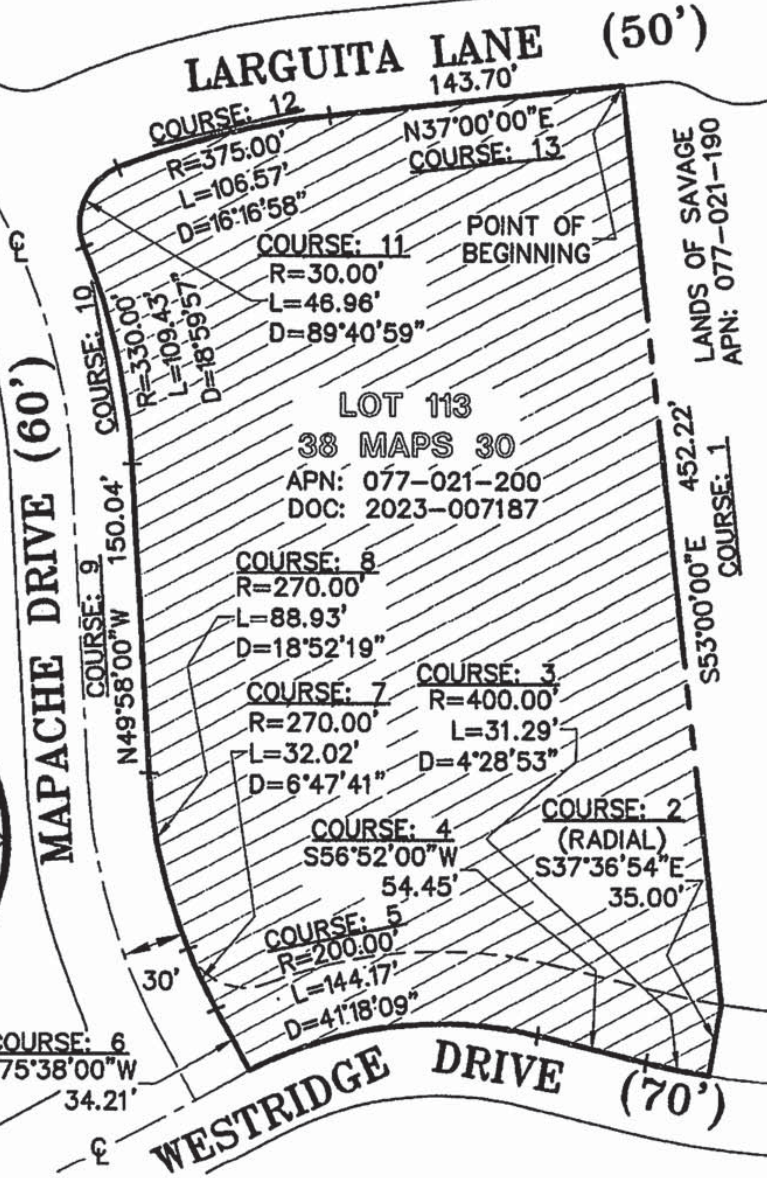 LARGUITA LANE (50')
143.70'
N37°00'00"E
COURSE: 13
COURSE: 12
R=375.00'
L=106.57'
D=16°16'58"
POINT OF
BEGINNING
COURSE: 11
R=30.00'
L=46.96'
D=89°40'59"
LANDS OF SAVAGE
APN: 077-021-190
COURSE: 10
R=330.00'
L=109.43'
D=18°59'57"
LOT 113
38 MAPS 30
APN: 077-021-200
DOC: 2023-007187
S53°00'00"E 452.22'
COURSE: 1
MAPACHE DRIVE (60')
COURSE: 9
N49°58'00"W 150.04'
COURSE: 8
R=270.00'
L=88.93'
D=18°52'19"
COURSE: 7
R=270.00'
L=32.02'
D=6°47'41"
COURSE: 3
R=400.00'
L=31.29'
D=4°28'53"
COURSE: 4
S56°52'00"W
54.45'
COURSE: 2
(RADIAL)
S37°36'54"E
35.00'
COURSE: 5
R=200.00'
L=144.17'
D=41°18'09"
30'
COURSE: 6
75°38'00"W
34.21'
WESTRIDGE DRIVE (70')